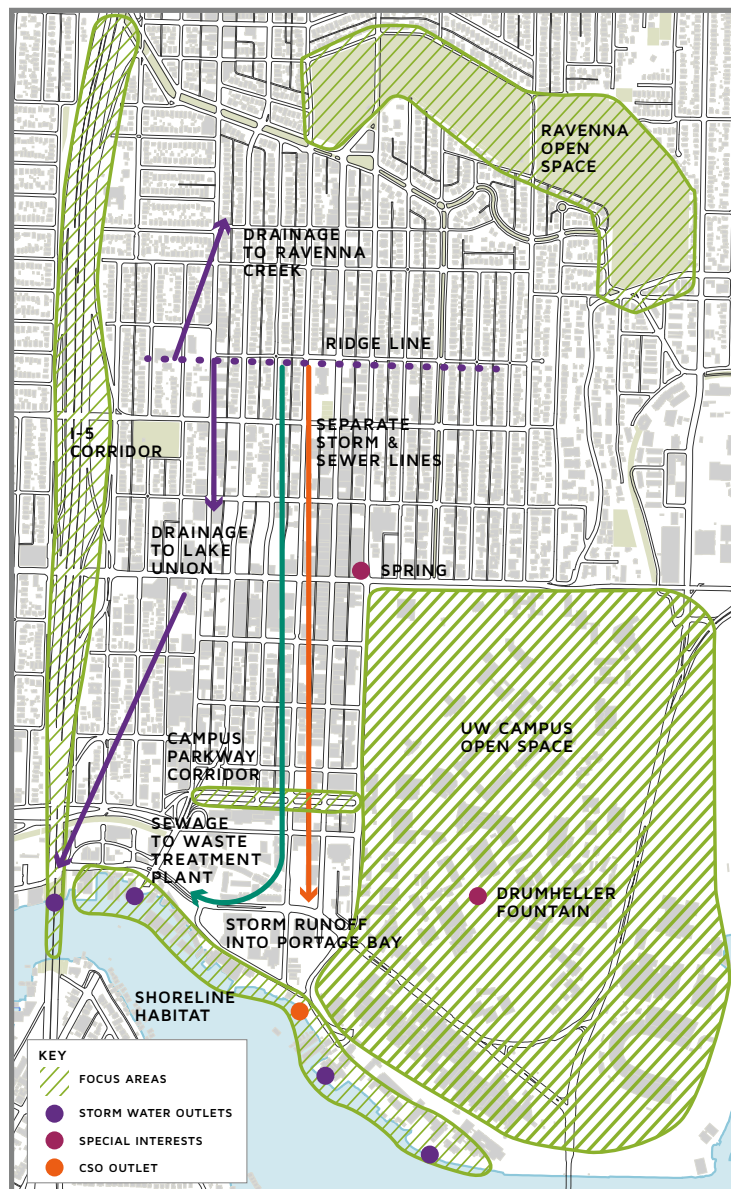 RAVENNA
OPEN
SPACE
DRAINAGE
TO RAVENNA
CREEK
RIDGE LINE
SEPARATE
STORM &
SEWER LINES
I-5
CORRIDOR
DRAINAGE
TO LAKE
UNION
SPRING
UW CAMPUS
OPEN SPACE
CAMPUS
PARKWAY
CORRIDOR
SEWAGE
TO WASTE
TREATMENT
PLANT
DRUMHELLER
FOUNTAIN
STORM RUNOFF
INTO PORTAGE BAY
SHORELINE
HABITAT
KEY
FOCUS AREAS
STORM WATER OUTLETS
SPECIAL INTERESTS
CSO OUTLET